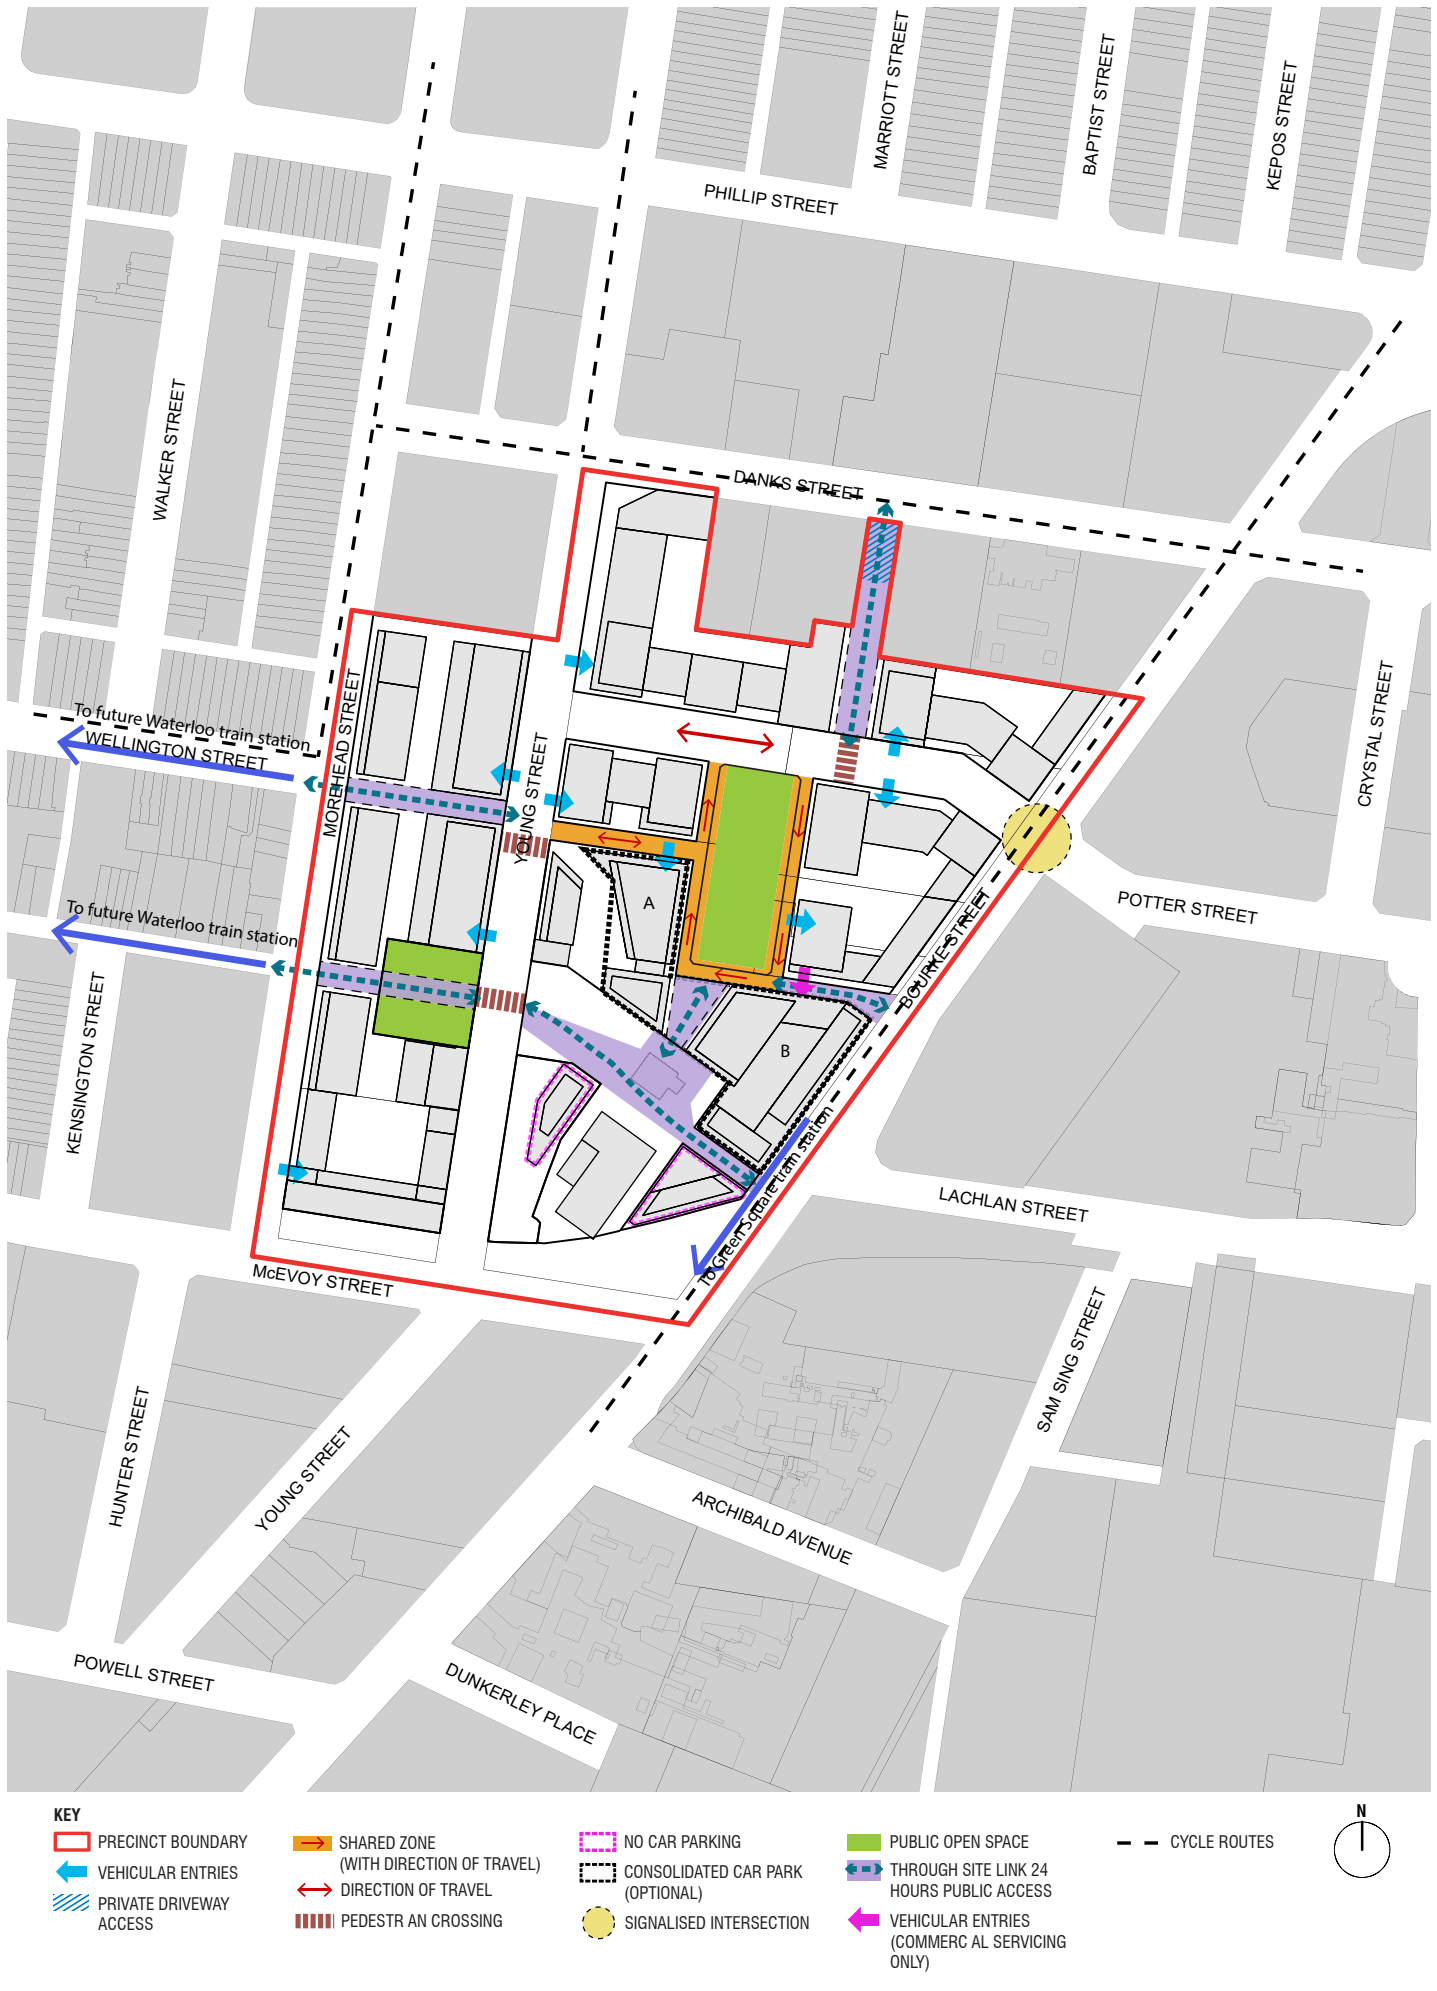 MARRIOTT STREET
BAPTIST STREET
KEPOS STREET
PHILLIP STREET
WALKER STREET
DANKS STREET
MOREHEAD STREET
To future Waterloo train station
WELLINGTON STREET
YOUNG STREET
CRYSTAL STREET
A
To future Waterloo train station
POTTER STREET
BOURKE STREET
KENSINGTON STREET
B
To Green Square train station
LACHLAN STREET
McEVOY STREET
SAM SING STREET
HUNTER STREET
YOUNG STREET
ARCHIBALD AVENUE
POWELL STREET
DUNKERLEY PLACE
KEY
PRECINCT BOUNDARY
VEHICULAR ENTRIES
PRIVATE DRIVEWAY
ACCESS
SHARED ZONE
(WITH DIRECTION OF TRAVEL)
DIRECTION OF TRAVEL
PEDESTR AN CROSSING
NO CAR PARKING
CONSOLIDATED CAR PARK
(OPTIONAL)
SIGNALISED INTERSECTION
PUBLIC OPEN SPACE
THROUGH SITE LINK 24
HOURS PUBLIC ACCESS
VEHICULAR ENTRIES
(COMMERC AL SERVICING
ONLY)
CYCLE ROUTES
N